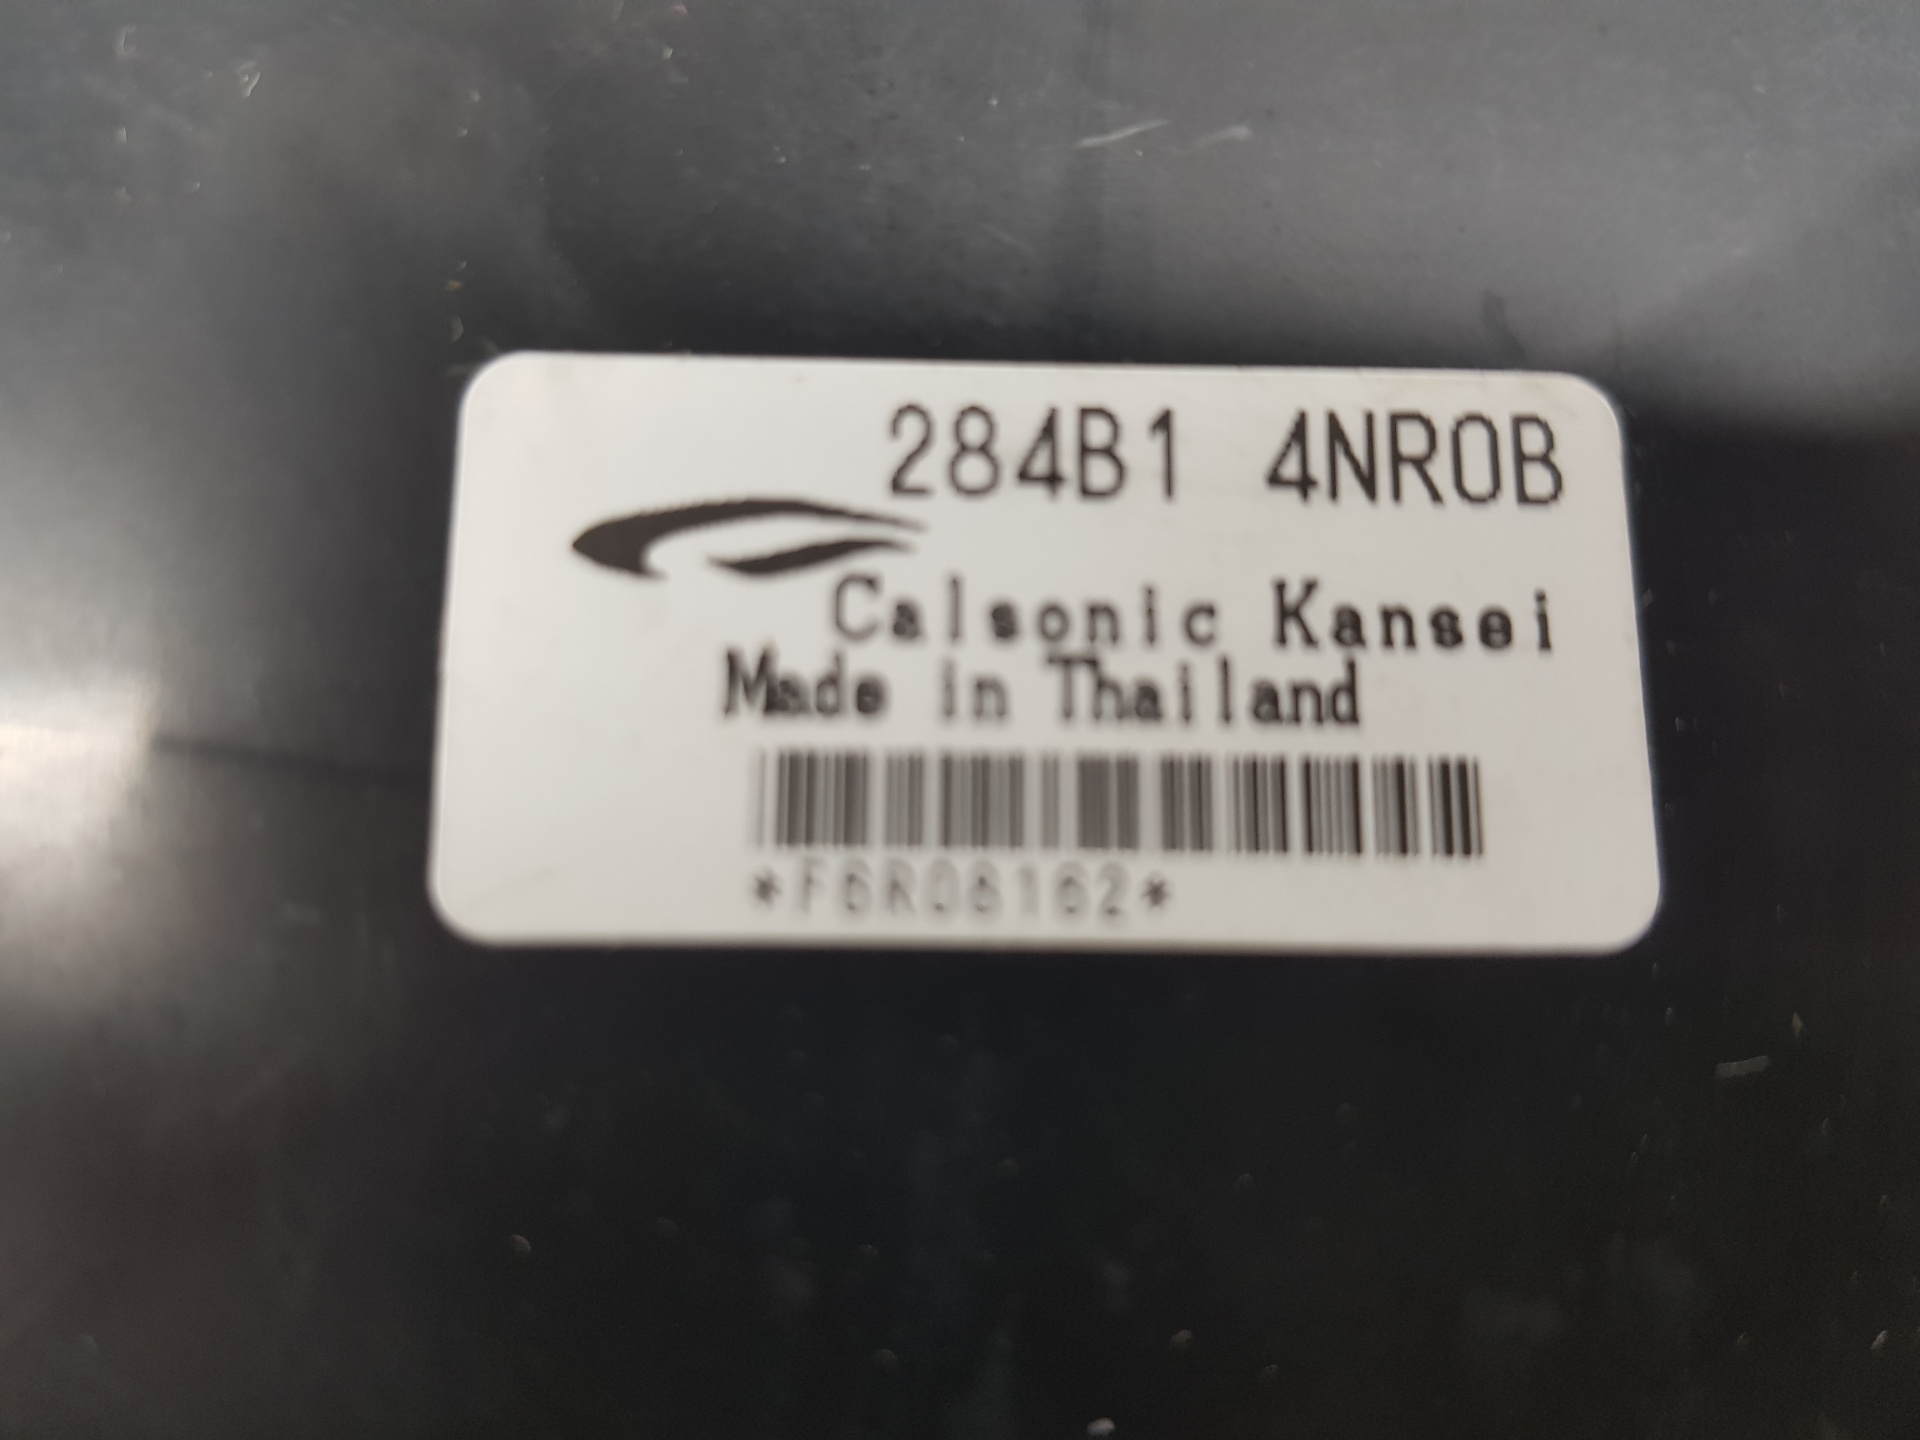 284B1 4NR0B
Calsonic Kansei
Made in Thailand
*F6R08162*